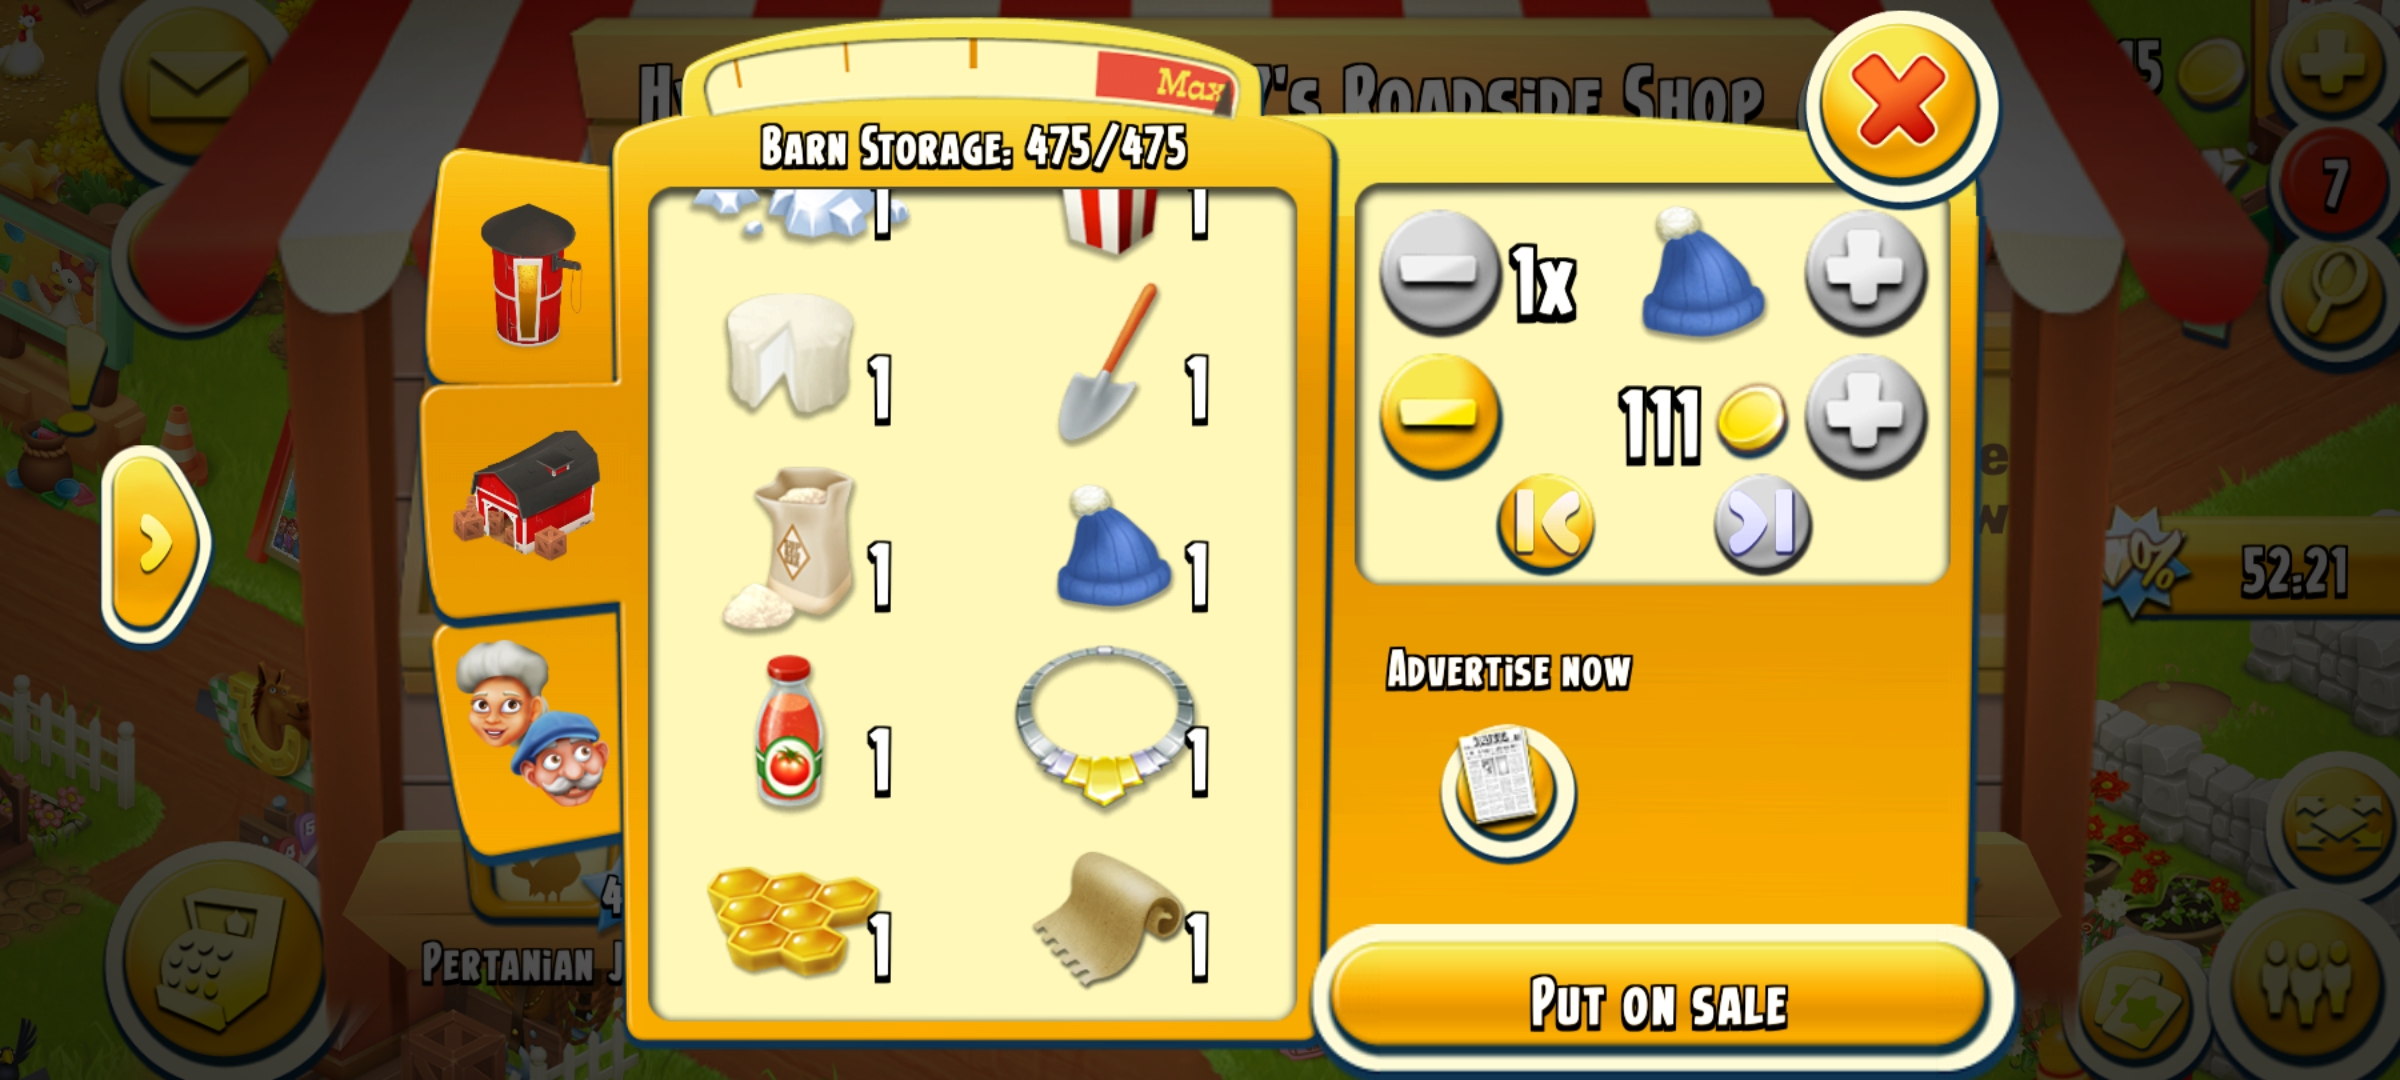 Max
's Roadside Shop
Barn Storage: 475/475
1
1
1x
1
1
111
1
1
Advertise now
1
1
1
1
Put on sale
7
52:21
Pertanian J